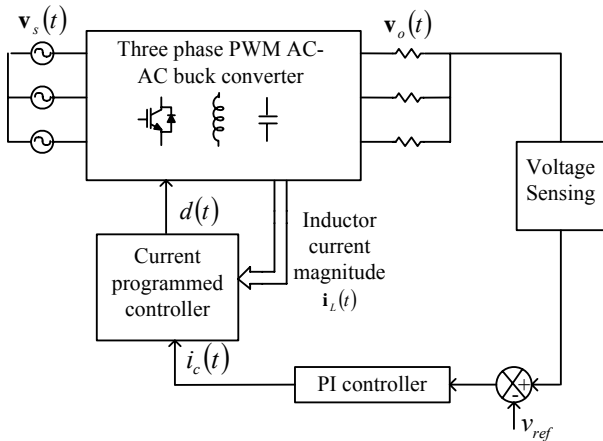 v_s(t)
v_o(t)
Three phase PWM AC-
AC buck converter
Voltage
Sensing
d(t)
Inductor
current
magnitude
i_L(t)
Current
programmed
controller
i_c(t)
PI controller
+
-
v_ref